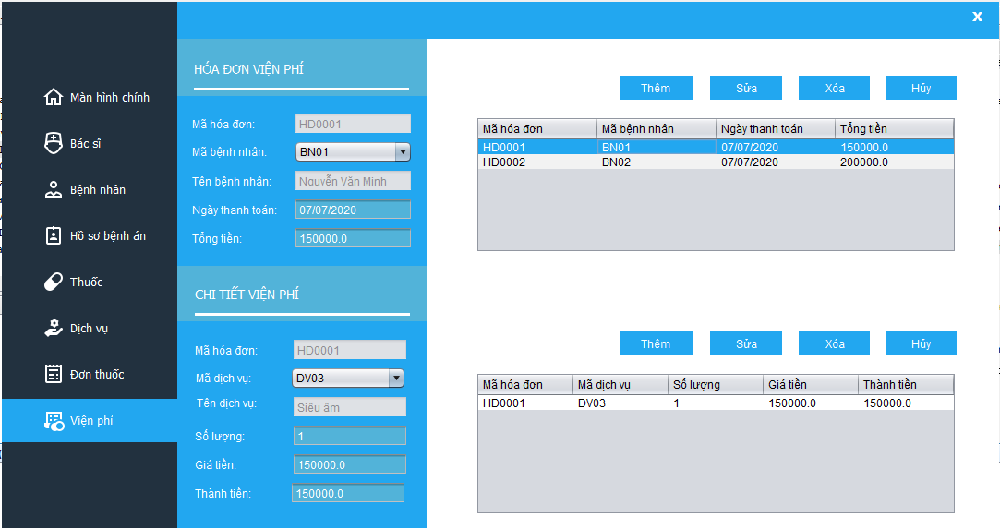 x
Màn hình chính
Bác sĩ
Bệnh nhân
Hồ sơ bệnh án
Thuốc
Dịch vụ
Đơn thuốc
Viện phí
HÓA ĐƠN VIỆN PHÍ
Mã hóa đơn: HD0001
Mã bệnh nhân: BN01
Tên bệnh nhân: Nguyễn Văn Minh
Ngày thanh toán: 07/07/2020
Tổng tiền: 150000.0
CHI TIẾT VIỆN PHÍ
Mã hóa đơn: HD0001
Mã dịch vụ: DV03
Tên dịch vụ: Siêu âm
Số lượng: 1
Giá tiền: 150000.0
Thành tiền: 150000.0
Thêm Sửa Xóa Hủy
Mã hóa đơn Mã bệnh nhân Ngày thanh toán Tổng tiền
HD0001 BN01 07/07/2020 150000.0
HD0002 BN02 07/07/2020 200000.0
Thêm Sửa Xóa Hủy
Mã hóa đơn Mã dịch vụ Số lượng Giá tiền Thành tiền
HD0001 DV03 1 150000.0 150000.0